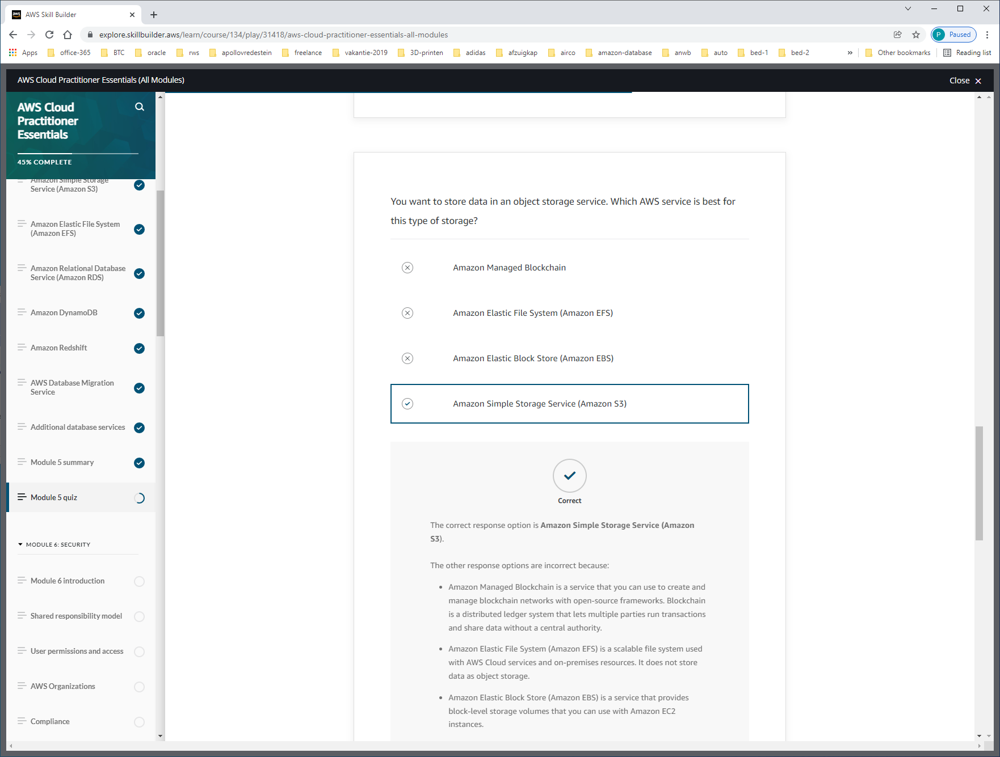 AWS Skill Builder
explore.skillbuilder.aws/learn/course/134/play/31418/aws-cloud-practitioner-essentials-all-modules
P Paused
Apps office-365 BTC oracle rws apollovredestein freelance vakantie-2019 3D-printen adidas afzuigkap airco amazon-database anwb auto bed-1 bed-2 » Other bookmarks Reading list
AWS Cloud Practitioner Essentials (All Modules)
Close
AWS Cloud
Practitioner
Essentials
45% COMPLETE
Amazon Simple Storage
Service (Amazon S3)
Amazon Elastic File System
(Amazon EFS)
Amazon Relational Database
Service (Amazon RDS)
Amazon DynamoDB
Amazon Redshift
AWS Database Migration
Service
Additional database services
Module 5 summary
Module 5 quiz
MODULE 6: SECURITY
Module 6 introduction
Shared responsibility model
User permissions and access
AWS Organizations
Compliance
You want to store data in an object storage service. Which AWS service is best for
this type of storage?
Amazon Managed Blockchain
Amazon Elastic File System (Amazon EFS)
Amazon Elastic Block Store (Amazon EBS)
Amazon Simple Storage Service (Amazon S3)
Correct
The correct response option is Amazon Simple Storage Service (Amazon
S3).
The other response options are incorrect because:
• Amazon Managed Blockchain is a service that you can use to create and
manage blockchain networks with open-source frameworks. Blockchain
is a distributed ledger system that lets multiple parties run transactions
and share data without a central authority.
• Amazon Elastic File System (Amazon EFS) is a scalable file system used
with AWS Cloud services and on-premises resources. It does not store
data as object storage.
• Amazon Elastic Block Store (Amazon EBS) is a service that provides
block-level storage volumes that you can use with Amazon EC2
instances.